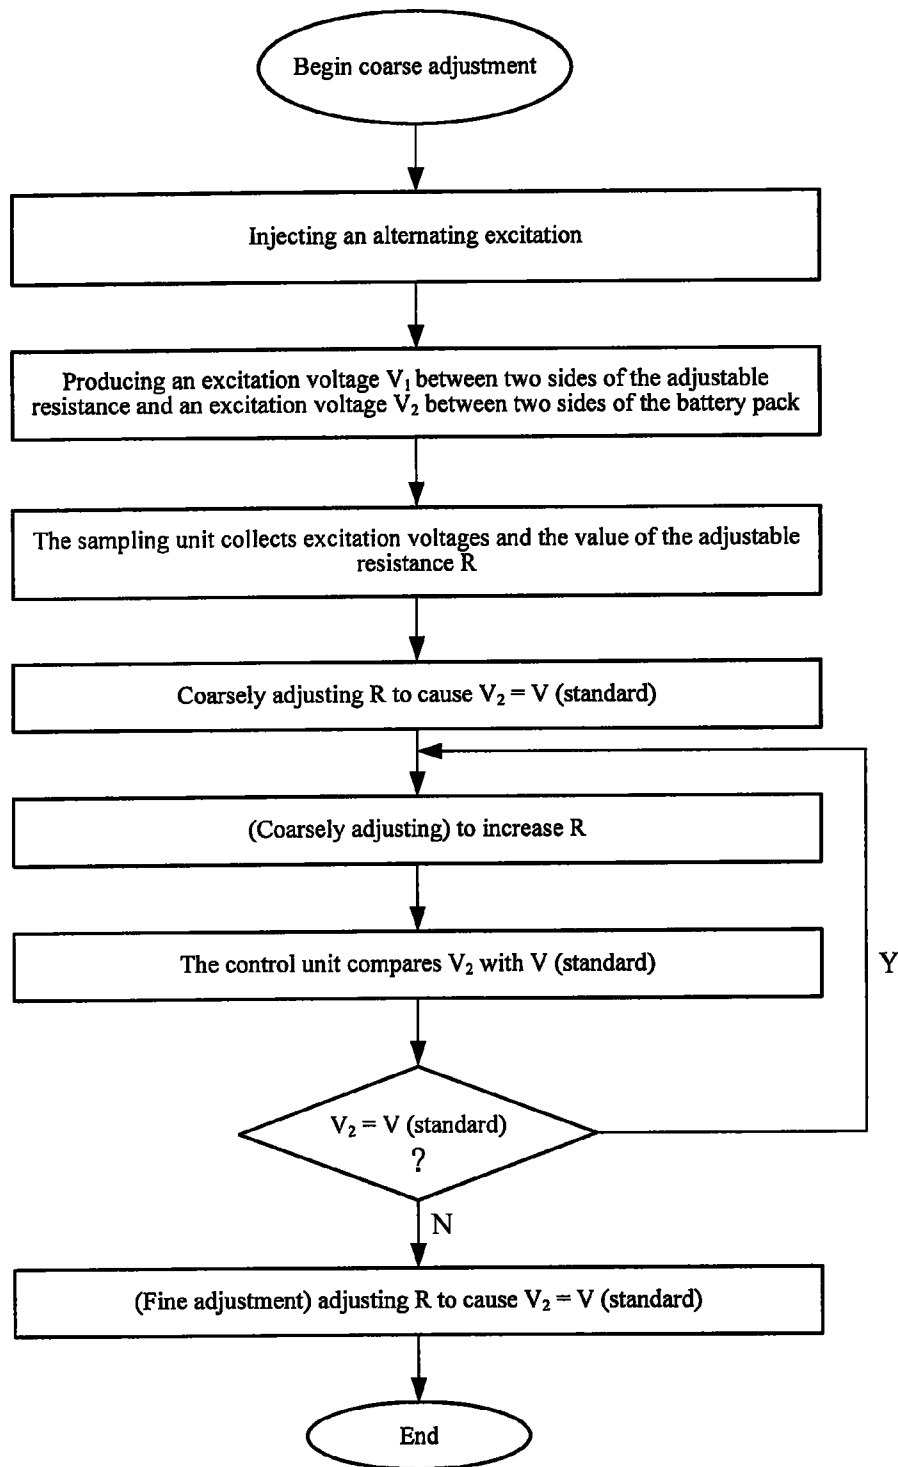 Begin coarse adjustment
Injecting an alternating excitation
Producing an excitation voltage V₁ between two sides of the adjustable
resistance and an excitation voltage V₂ between two sides of the battery pack
The sampling unit collects excitation voltages and the value of the adjustable
resistance R
Coarsely adjusting R to cause V₂ = V (standard)
(Coarsely adjusting) to increase R
The control unit compares V₂ with V (standard)
Y
V₂ = V (standard)
?
N
(Fine adjustment) adjusting R to cause V₂ = V (standard)
End